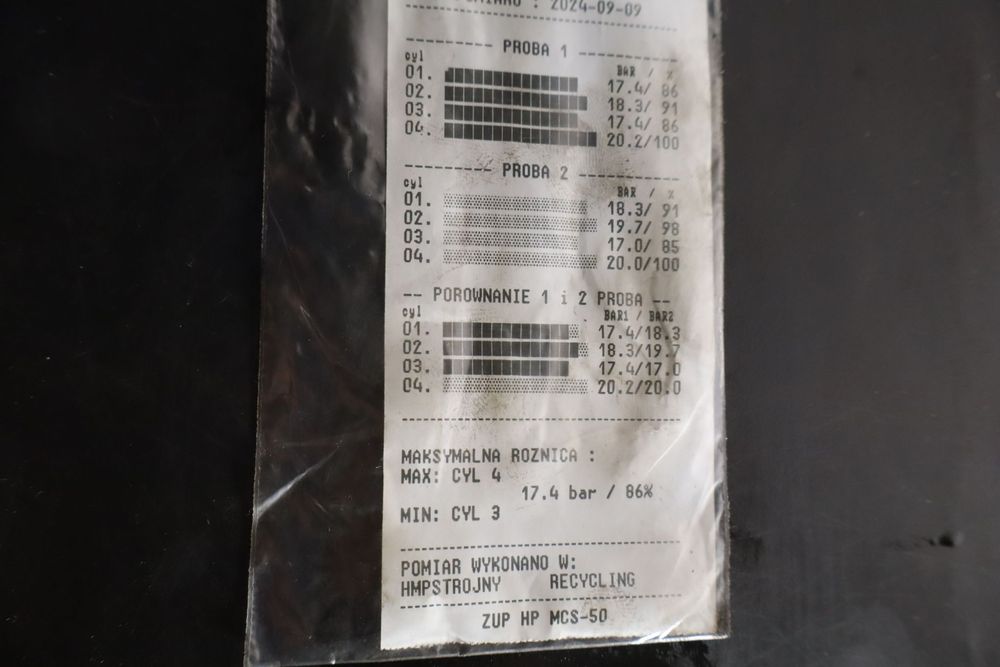 : 2024-09-09
PROBA 1
cyl BAR / %
01. 17.4/ 86
02. 18.3/ 91
03. 17.4/ 86
04. 20.2/100
PROBA 2
cyl BAR / %
01. 18.3/ 91
02. 19.7/ 98
03. 17.0/ 85
04. 20.0/100
-- POROWNANIE 1 i 2 PROBA --
cyl BAR1 / BAR2
01. 17.4/18.3
02. 18.3/19.7
03. 17.4/17.0
04. 20.2/20.0
MAKSYMALNA ROZNICA :
MAX: CYL 4
17.4 bar / 86%
MIN: CYL 3
POMIAR WYKONANO W:
HMPSTROJNY RECYCLING
ZUP HP MCS-50